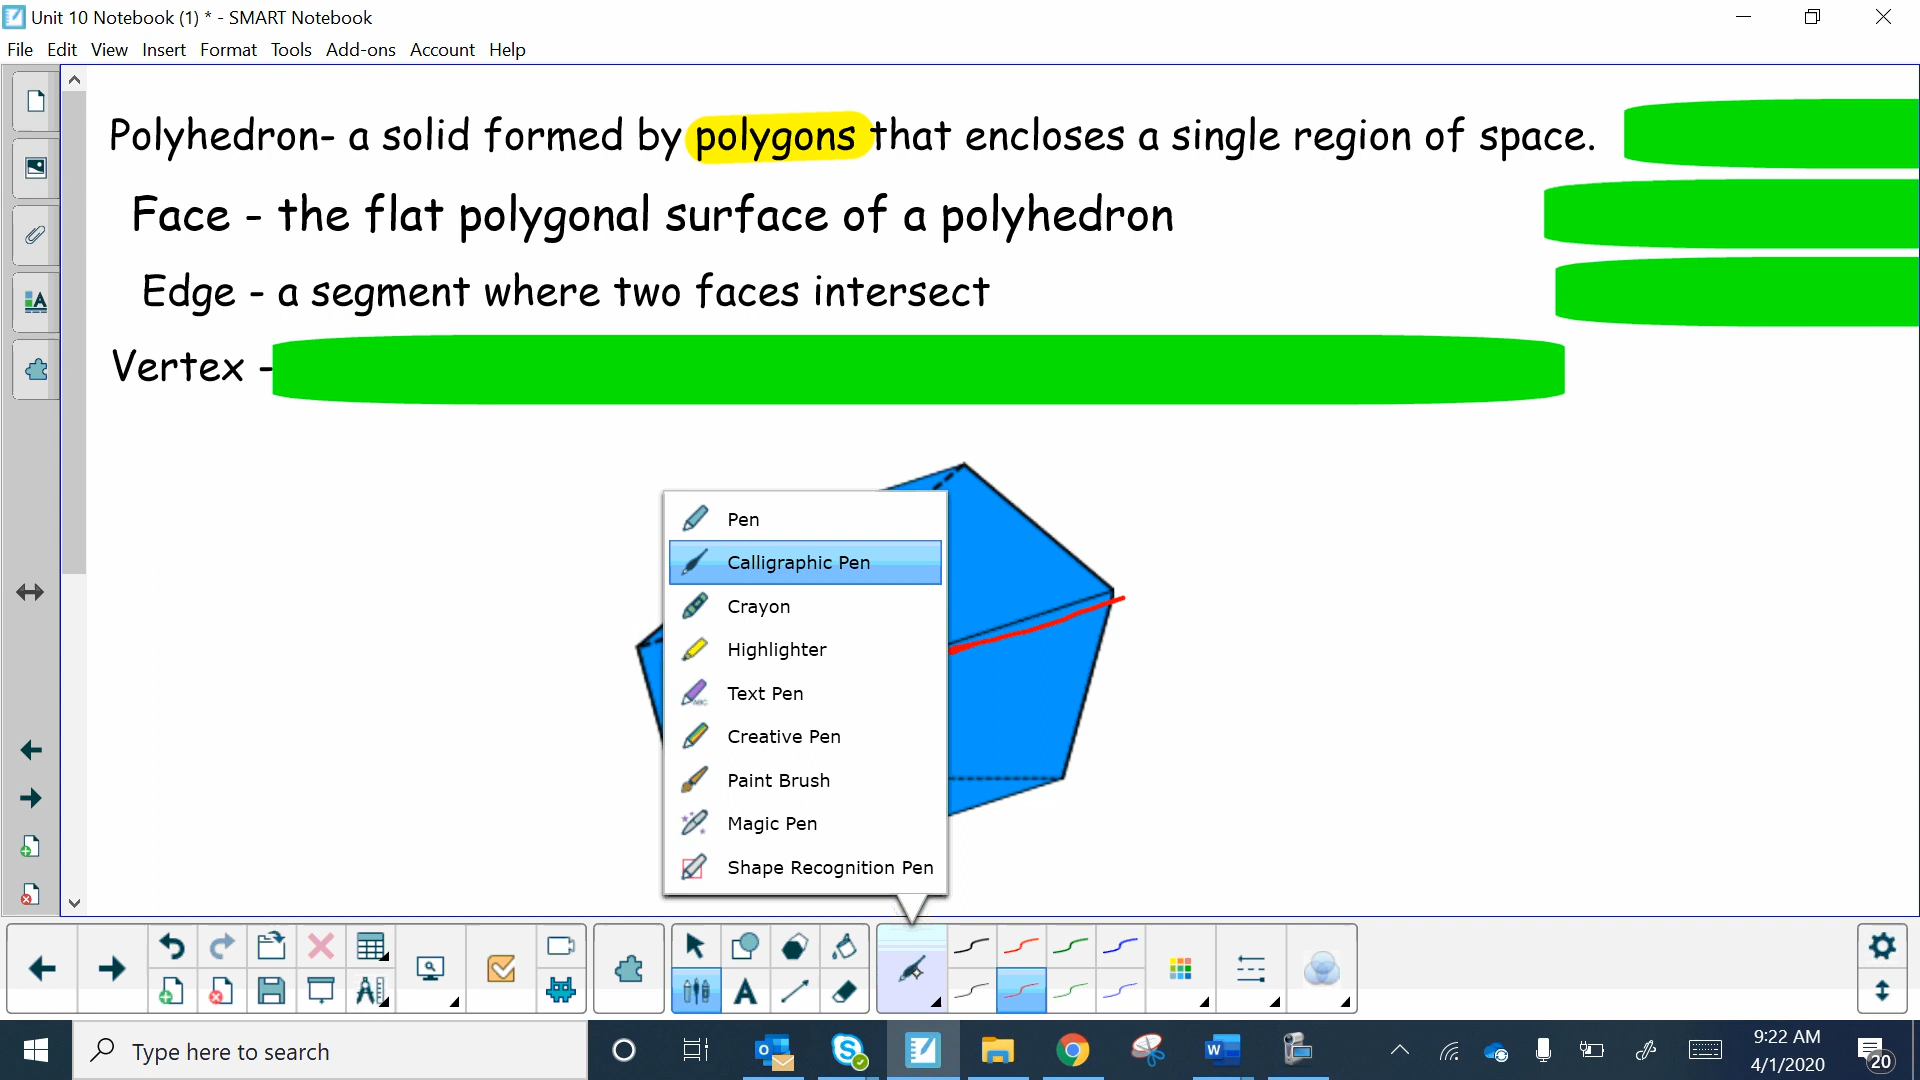 Unit 10 Notebook (1) * - SMART Notebook
File Edit View Insert Format Tools Add-ons Account Help
Polyhedron- a solid formed by polygons that encloses a single region of space.
Face - the flat polygonal surface of a polyhedron
Edge - a segment where two faces intersect
Vertex -
Pen
Calligraphic Pen
Crayon
Highlighter
Text Pen
Creative Pen
Paint Brush
Magic Pen
Shape Recognition Pen
Type here to search
9:22 AM
4/1/2020
20